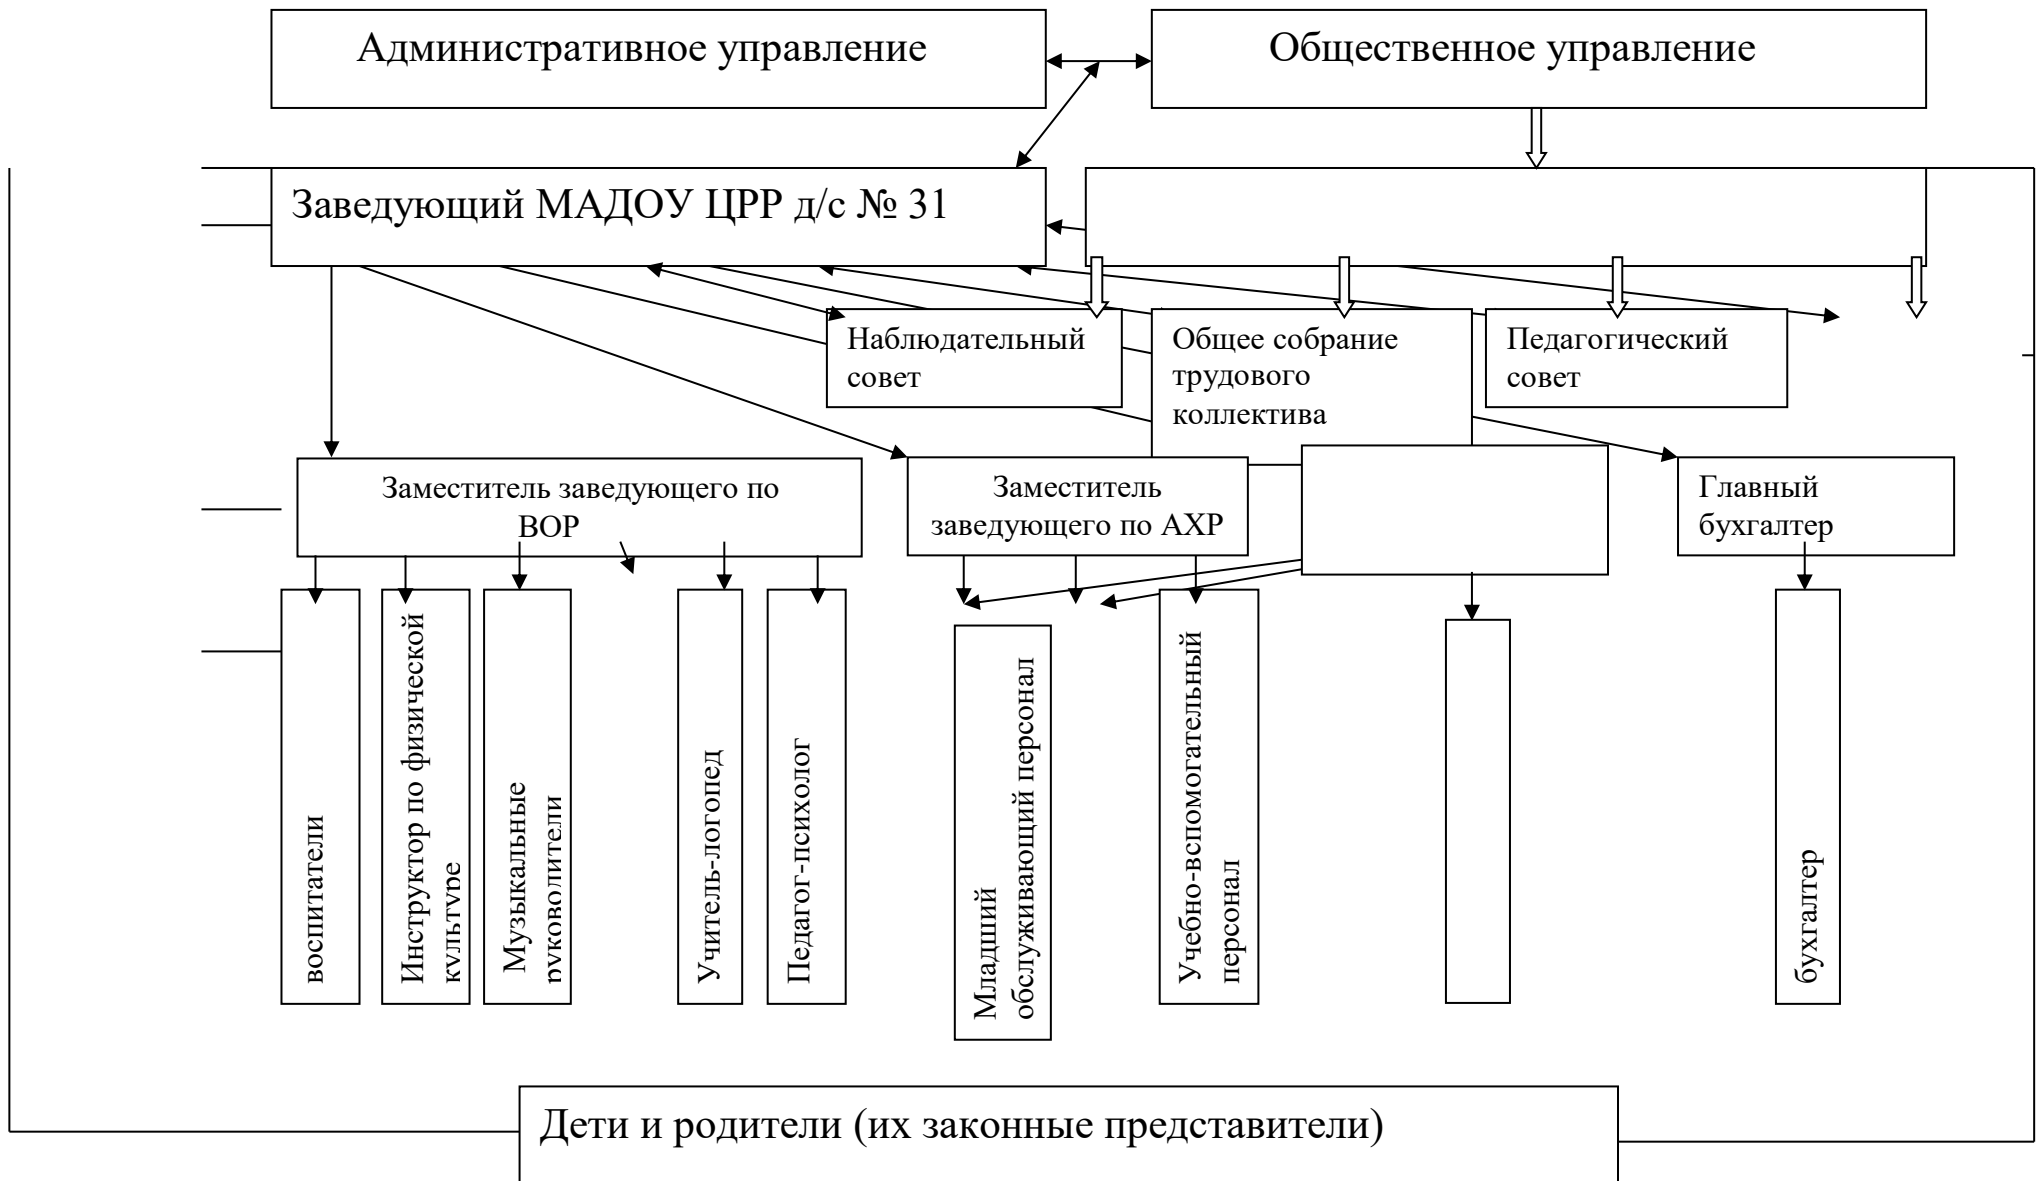 Административное управление
Общественное управление
Заведующий МАДОУ ЦРР д/с № 31
Наблюдательный
совет
Общее собрание
трудового
коллектива
Педагогический
совет
Заместитель заведующего по
ВОР
Заместитель
заведующего по АХР
Главный
бухгалтер
воспитатели
Инструктор по физической
культуре
Музыкальные
руководители
Учитель-логопед
Педагог-психолог
Младший
обслуживающий персонал
Учебно-вспомогательный
персонал
бухгалтер
Дети и родители (их законные представители)